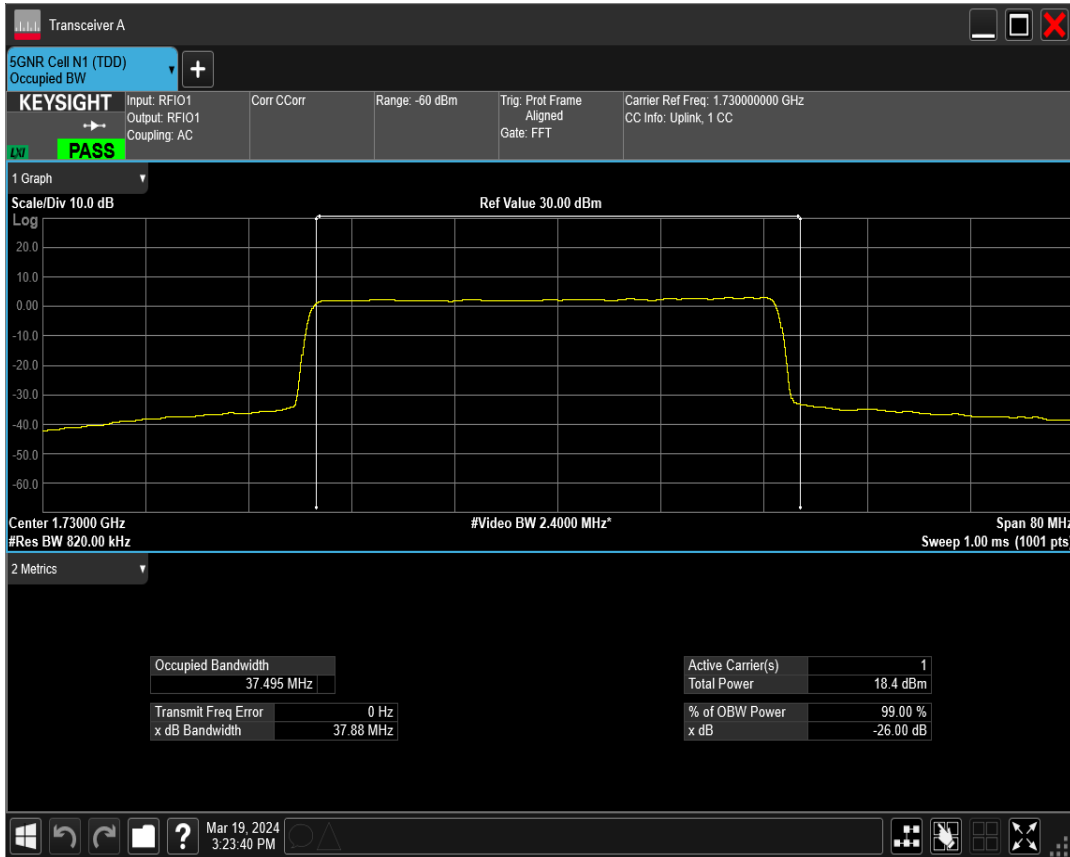 Transceiver A
5GNR Cell N1 (TDD)
Occupied BW
+
KEYSIGHT
LXI
PASS
Input: RFIO1
Output: RFIO1
Coupling: AC
Corr CCorr
Range: -60 dBm
Trig: Prot Frame
Aligned
Gate: FFT
Carrier Ref Freq: 1.730000000 GHz
CC Info: Uplink, 1 CC
1 Graph
Scale/Div 10.0 dB
Ref Value 30.00 dBm
Log
20.0
10.0
0.00
-10.0
-20.0
-30.0
-40.0
-50.0
-60.0
Center 1.73000 GHz
#Video BW 2.4000 MHz*
Span 80 MHz
#Res BW 820.00 kHz
Sweep 1.00 ms (1001 pts)
2 Metrics
Occupied Bandwidth
37.495 MHz
Transmit Freq Error 0 Hz
x dB Bandwidth 37.88 MHz
Active Carrier(s) 1
Total Power 18.4 dBm
% of OBW Power 99.00 %
x dB -26.00 dB
?
Mar 19, 2024
3:23:40 PM